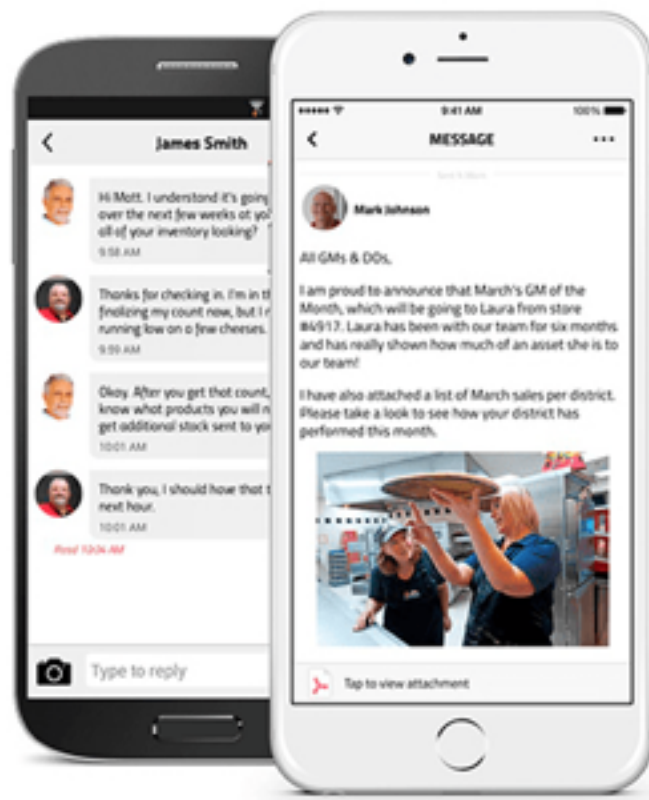 James Smith
Hi Matt. I understand it's going
over the next few weeks at yo
all of your inventory looking?
9:58 AM
Thanks for checking in. I'm in th
finalizing my count now, but I
running low on a few cheeses.
9:59 AM
Okay. After you get that count,
know what products you will n
get additional stock sent to yo
10:01 AM
Thank you, I should have that
next hour.
10:01 AM
Read 10:04 AM
Type to reply
9:41 AM
100%
MESSAGE
Mark Johnson
All GMs & DOs,
I am proud to announce that March's GM of the
Month, which will be going to Laura from store
#4917. Laura has been with our team for six months
and has really shown how much of an asset she is to
our team!
I have also attached a list of March sales per district.
Please take a look to see how your district has
performed this month.
Tap to view attachment